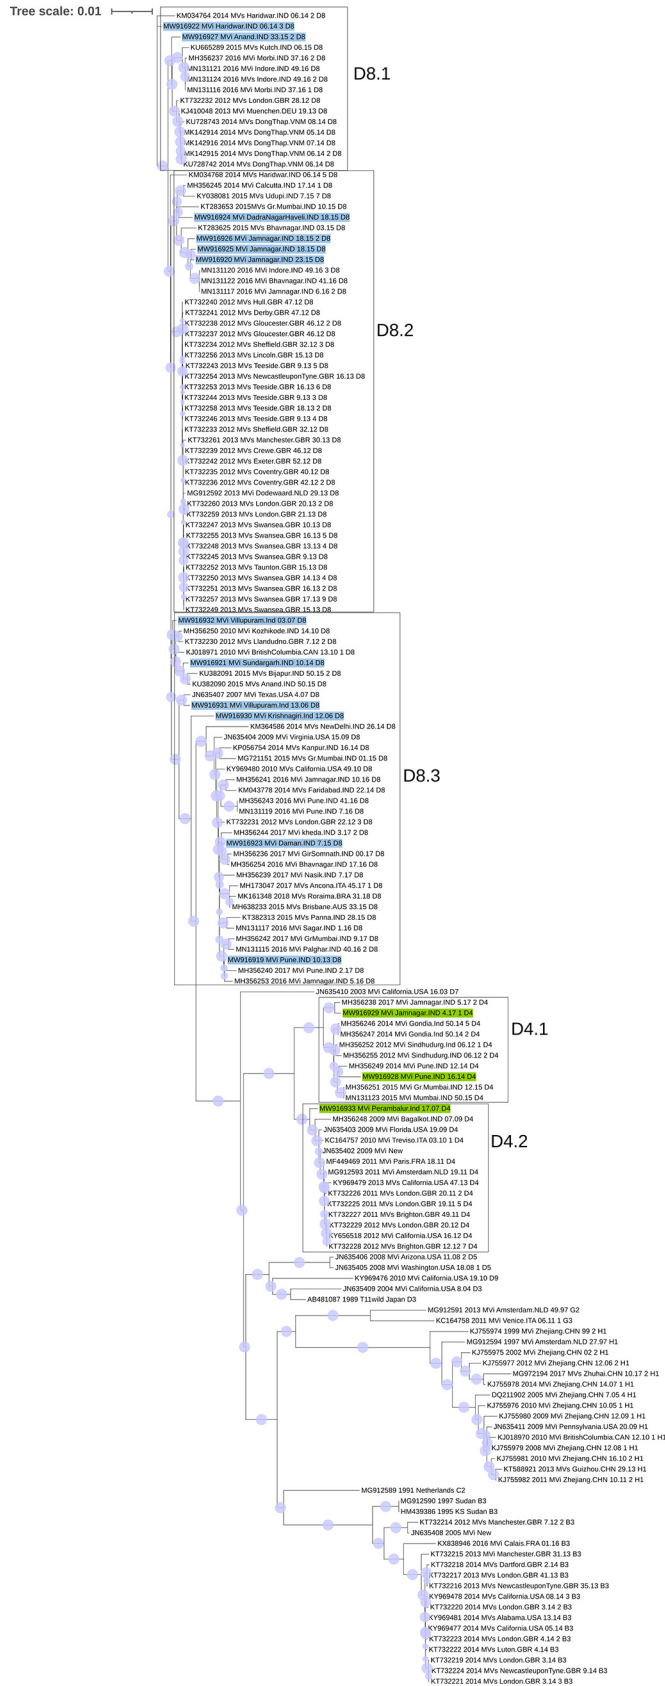 Tree scale: 0.01
KM034764 2014 MVs Haridwar.IND 06.14 2 D8
MW916922 MVi Haridwar.IND 06.14 3 D8
MW916927 MVi Anand.IND 33.15 2 D8
KU665289 2015 MVs Kutch.IND 06.15 D8
MH356237 2016 MVi Morbi.IND 37.16 2 D8
MN131121 2016 MVi Indore.IND 49.16 D8
MN131124 2016 MVs Indore.IND 49.16 2 D8
MN131116 2016 MVi Morbi.IND 37.16 1 D8
D8.1
KT732232 2012 MVs London.GBR 28.12 D8
KJ410048 2013 MVi Muenchen.DEU 19.13 D8
KU728743 2014 MVs DongThap.VNM 08.14 D8
MK142914 2014 MVs DongThap.VNM 05.14 D8
MK142916 2014 MVs DongThap.VNM 07.14 D8
MK142915 2014 MVs DongThap.VNM 06.14 2 D8
KU728742 2014 MVs DongThap.VNM 06.14 D8
KM034768 2014 MVs Haridwar.IND 06.14 5 D8
MH356245 2014 MVi Calcutta.IND 17.14 1 D8
KY038081 2015 MVs Udupi.IND 7.15 7 D8
KT283653 2015MVs Gr.Mumbai.IND 10.15 D8
MW916924 MVi DadraNagarHaveli.IND 18.15 D8
KT283625 2015 MVs Bhavnagar.IND 03.15 D8
MW916926 MVi Jamnagar.IND 18.15 2 D8
MW916925 MVi Jamnagar.IND 18.15 D8
MW916920 MVi Jamnagar.IND 23.15 D8
MN131120 2016 MVi Indore.IND 49.16 3 D8
MN131122 2016 MVi Bhavnagar.IND 41.16 D8
MN131117 2016 MVi Jamnagar.IND 6.16 2 D8
KT732240 2012 MVs Hull.GBR 47.12 D8
KT732241 2012 MVs Derby.GBR 47.12 D8
KT732238 2012 MVs Gloucester.GBR 46.12 2 D8
KT732237 2012 MVs Gloucester.GBR 46.12 D8
D8.2
KT732234 2012 MVs Sheffield.GBR 32.12 3 D8
KT732256 2013 MVs Lincoln.GBR 15.13 D8
KT732243 2013 MVs Teeside.GBR 9.13 5 D8
KT732254 2013 MVs NewcastleuponTyne.GBR 16.13 D8
KT732253 2013 MVs Teeside.GBR 16.13 6 D8
KT732244 2013 MVs Teeside.GBR 9.13 3 D8
KT732258 2013 MVs Teeside.GBR 18.13 2 D8
KT732246 2013 MVs Teeside.GBR 9.13 4 D8
KT732233 2012 MVs Sheffield.GBR 32.12 D8
KT732261 2013 MVs Manchester.GBR 30.13 D8
KT732239 2012 MVs Crewe.GBR 46.12 D8
KT732242 2012 MVs Exeter.GBR 52.12 D8
KT732235 2012 MVs Coventry.GBR 40.12 D8
KT732236 2012 MVs Coventry.GBR 42.12 2 D8
MG912592 2013 MVi Dodewaard.NLD 29.13 D8
KT732260 2013 MVs London.GBR 20.13 2 D8
KT732259 2013 MVs London.GBR 21.13 D8
KT732247 2013 MVs Swansea.GBR 10.13 D8
KT732255 2013 MVs Swansea.GBR 16.13 5 D8
KT732248 2013 MVs Swansea.GBR 13.13 4 D8
KT732245 2013 MVs Swansea.GBR 9.13 D8
KT732252 2013 MVs Taunton.GBR 15.13 D8
KT732250 2013 MVs Swansea.GBR 14.13 4 D8
KT732251 2013 MVs Swansea.GBR 16.13 2 D8
KT732257 2013 MVs Swansea.GBR 17.13 9 D8
KT732249 2013 MVs Swansea.GBR 15.13 D8
MW916932 MVi Villupuram.Ind 03.07 D8
MH356250 2010 MVi Kozhikode.IND 14.10 D8
KT732230 2012 MVs Llandudno.GBR 7.12 2 D8
KJ018971 2010 MVi BritishColumbia.CAN 13.10 1 D8
MW916921 MVi Sundargarh.IND 10.14 D8
KU382091 2015 MVs Bijapur.IND 50.15 2 D8
KU382090 2015 MVs Anand.IND 50.15 D8
JN635407 2007 MVi Texas.USA 4.07 D8
MW916931 MVi Villupuram.Ind 13.06 D8
MW916930 MVi Krishnagiri.Ind 12.06 D8
KM364586 2014 MVs NewDelhi.IND 26.14 D8
JN635404 2009 MVi Virginia.USA 15.09 D8
KP056754 2014 MVs Kanpur.IND 16.14 D8
MG721151 2015 MVs Gr.Mumbai.IND 01.15 D8
KY969480 2010 MVs California.USA 49.10 D8
D8.3
MH356241 2016 MVi Jamnagar.IND 10.16 D8
KM043778 2014 MVs Faridabad.IND 22.14 D8
MH356243 2016 MVi Pune.IND 41.16 D8
MN131119 2016 MVi Pune.IND 7.16 D8
KT732231 2012 MVs London.GBR 22.12 3 D8
MH356244 2017 MVi kheda.IND 3.17 2 D8
MW916923 MVi Daman.IND 7.15 D8
MH356236 2017 MVi GirSomnath.IND 00.17 D8
MH356254 2016 MVi Bhavnagar.IND 17.16 D8
MH356239 2017 MVi Nasik.IND 7.17 D8
MH173047 2017 MVs Ancona.ITA 45.17 1 D8
MK161348 2018 MVs Roraima.BRA 31.18 D8
MH638233 2015 MVs Brisbane.AUS 33.15 D8
KT382313 2015 MVs Panna.IND 28.15 D8
MN131117 2016 MVi Sagar.IND 1.16 D8
MH356242 2017 MVi GrMumbai.IND 9.17 D8
MN131115 2016 MVi Palghar.IND 40.16 2 D8
MW916919 MVi Pune.IND 10.13 D8
MH356240 2017 MVi Pune.IND 2.17 D8
MH356253 2016 MVi Jamnagar.IND 5.16 D8
JN635410 2003 MVi California.USA 16.03 D7
MH356238 2017 MVi Jamnagar.IND 5.17 2 D4
MW916929 MVi Jamnagar.IND 4.17 1 D4
MH356246 2014 MVi Gondia.IND 50.14 5 D4
D4.1
MH356247 2014 MVi Gondia.Ind 50.14 2 D4
MH356252 2012 MVi Sindhudurg.Ind 06.12 1 D4
MH356255 2012 MVi Sindhudurg.IND 06.12 2 D4
MH356249 2014 MVi Pune.IND 12.14 D4
MW916928 MVi Pune.IND 16.14 D4
MH356251 2015 MVi Gr.Mumbai.IND 12.15 D4
MN131123 2015 MVi Mumbai.IND 50.15 D4
MW916933 MVi Perambalur.Ind 17.07 D4
MH356248 2009 MVi Bagalkot.IND 07.09 D4
JN635403 2009 MVi Florida.USA 19.09 D4
KC164757 2010 MVi Treviso.ITA 03.10 1 D4
D4.2
JN635402 2009 MVi New
MF449469 2011 MVi Paris.FRA 18.11 D4
MG912593 2011 MVi Amsterdam.NLD 19.11 D4
KY969479 2013 MVs California.USA 47.13 D4
KT732226 2011 MVs London.GBR 20.11 2 D4
KT732225 2011 MVs London.GBR 19.11 5 D4
KT732227 2011 MVs Brighton.GBR 49.11 D4
KT732229 2012 MVs London.GBR 20.12 D4
KY656518 2012 MVi California.USA 16.12 D4
KT732228 2012 MVs Brighton.GBR 12.12 7 D4
JN635406 2008 MVi Arizona.USA 11.08 2 D5
JN635405 2008 MVi Washington.USA 18.08 1 D5
KY969476 2010 MVi California.USA 19.10 D9
JN635409 2004 MVi California.USA 8.04 D3
AB481087 1989 T11wild Japan D3
MG912591 2013 MVi Amsterdam.NLD 49.97 G2
KC164758 2011 MVi Venice.ITA 06.11 1 G3
KJ755974 1999 MVi Zhejiang.CHN 99 2 H1
MG912594 1997 MVi Amsterdam.NLD 27.97 H1
KJ755975 2002 MVi Zhejiang.CHN 02 2 H1
KJ755977 2012 MVi Zhejiang.CHN 12.06 2 H1
MG972194 2017 MVs Zhuhai.CHN 10.17 2 H1
KJ755978 2014 MVi Zhejiang.CHN 14.07 1 H1
DQ211902 2005 MVi Zhejiang.CHN 7.05 4 H1
KJ755976 2010 MVi Zhejiang.CHN 10.05 1 H1
KJ755980 2009 MVi Zhejiang.CHN 12.09 1 H1
JN635411 2009 MVi Pennsylvania.USA 20.09 H1
KJ018970 2010 MVi BritishColumbia.CAN 12.10 1 H1
KJ755979 2008 MVi Zhejiang.CHN 12.08 1 H1
KJ755981 2010 MVi Zhejiang.CHN 16.10 2 H1
KT588921 2013 MVs Guizhou.CHN 29.13 H1
KJ755982 2011 MVi Zhejiang.CHN 10.11 2 H1
MG912589 1991 Netherlands C2
MG912590 1997 Sudan B3
HM439386 1995 KS Sudan B3
KT732214 2012 MVs Manchester.GBR 7.12 2 B3
JN635408 2005 MVi New
KX838946 2016 MVi Calais.FRA 01.16 B3
KT732215 2013 MVs Manchester.GBR 31.13 B3
KT732218 2014 MVs Dartford.GBR 2.14 B3
KT732217 2013 MVs London.GBR 41.13 B3
KT732216 2013 MVs NewcastleuponTyne.GBR 35.13 B3
KY969478 2014 MVs California.USA 08.14 3 B3
KT732220 2014 MVs London.GBR 3.14 2 B3
KY969481 2014 MVs Alabama.USA 13.14 B3
KY969477 2014 MVs California.USA 05.14 B3
KT732223 2014 MVs London.GBR 4.14 2 B3
KT732222 2014 MVs Luton.GBR 4.14 B3
KT732219 2014 MVs London.GBR 3.14 B3
KT732224 2014 MVs NewcastleuponTyne.GBR 9.14 B3
KT732221 2014 MVs London.GBR 3.14 3 B3